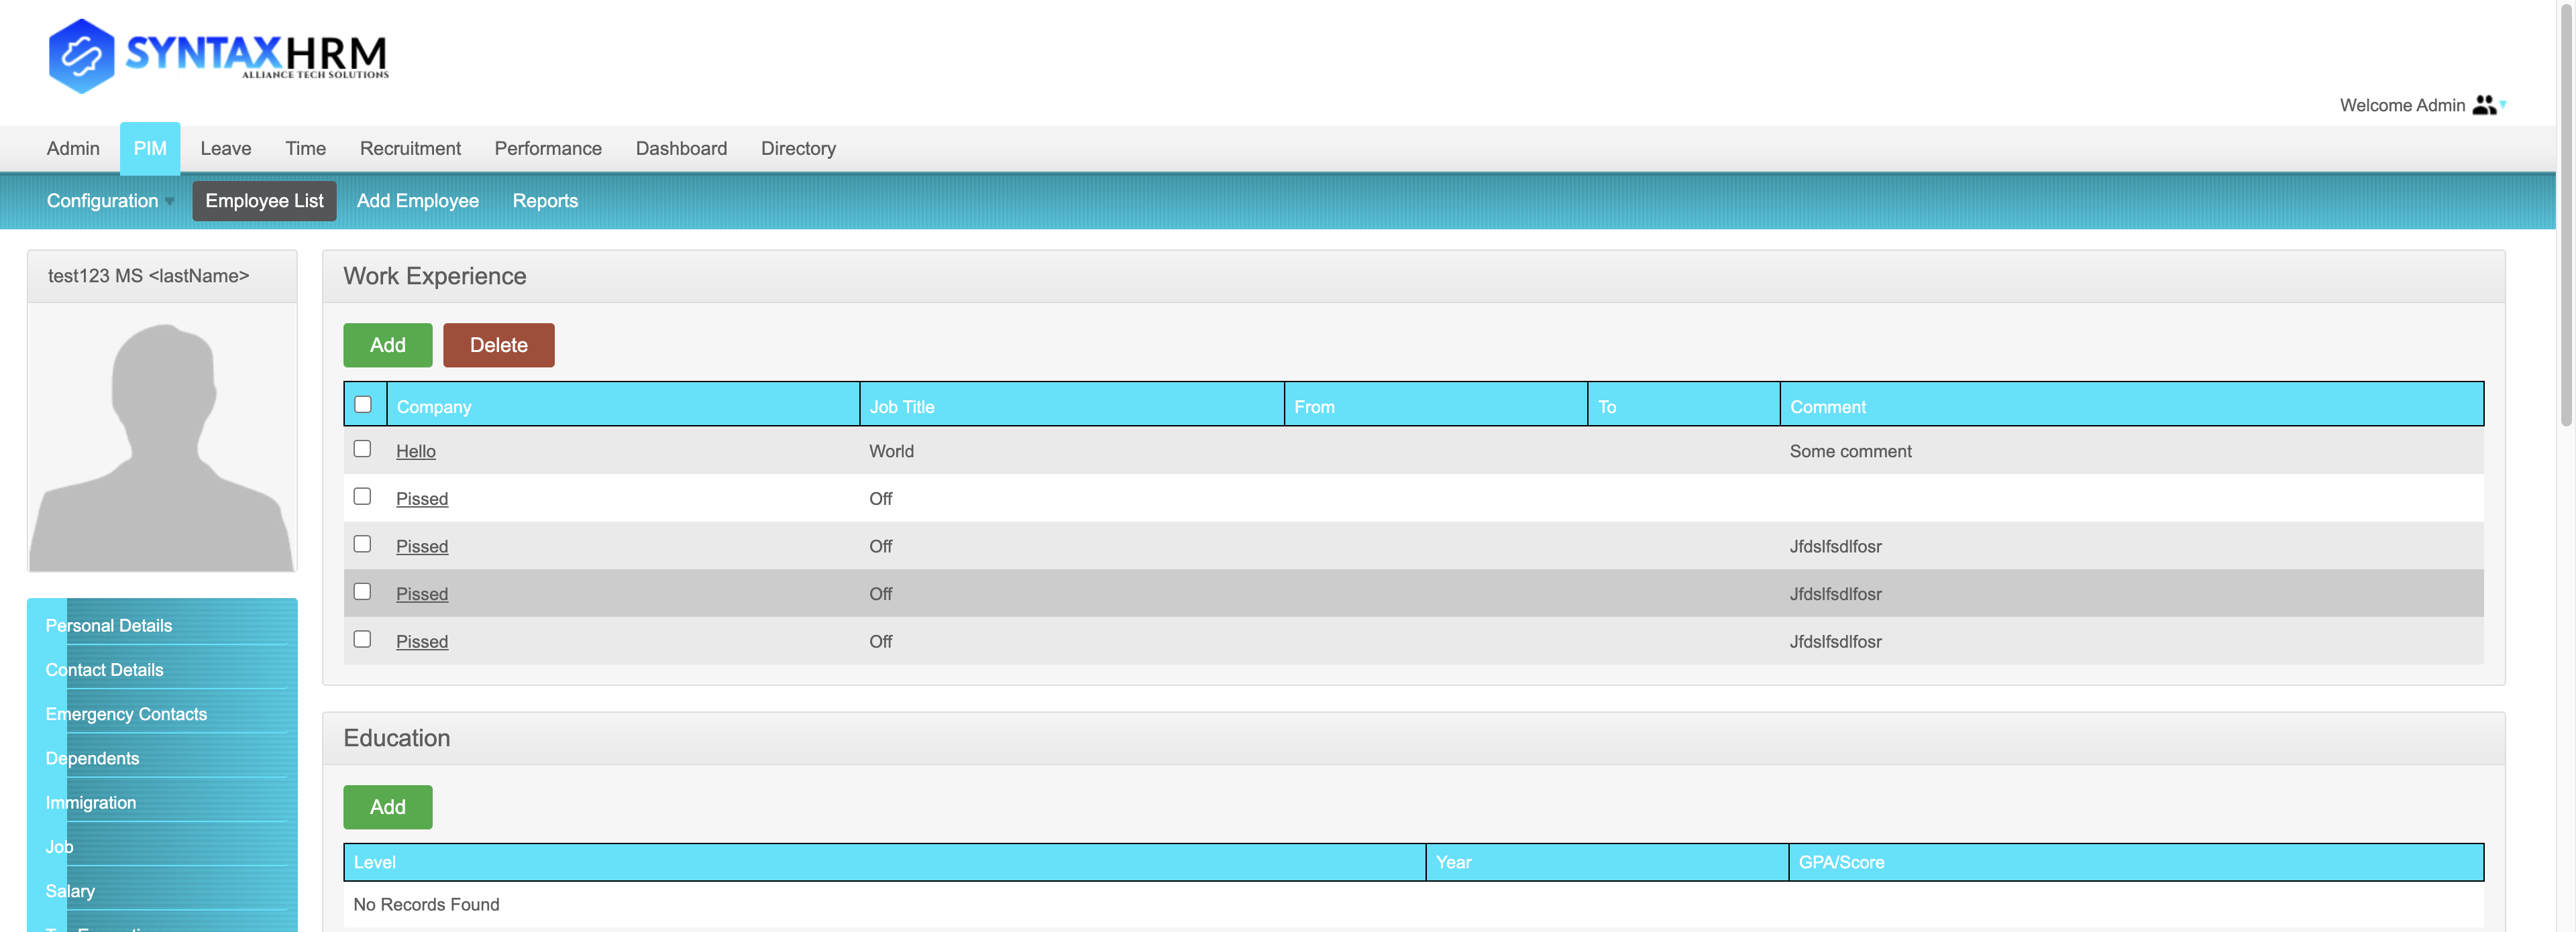 SYNTAXHRM
ALLIANCE TECH SOLUTIONS
Welcome Admin
Admin PIM Leave Time Recruitment Performance Dashboard Directory
Configuration Employee List Add Employee Reports
test123 MS <lastName>
Work Experience
Add Delete
Company Job Title From To Comment
Hello World Some comment
Pissed Off
Pissed Off Jfdslfsdlfosr
Pissed Off Jfdslfsdlfosr
Pissed Off Jfdslfsdlfosr
Personal Details
Contact Details
Emergency Contacts
Dependents
Immigration
Job
Salary
Education
Add
Level Year GPA/Score
No Records Found